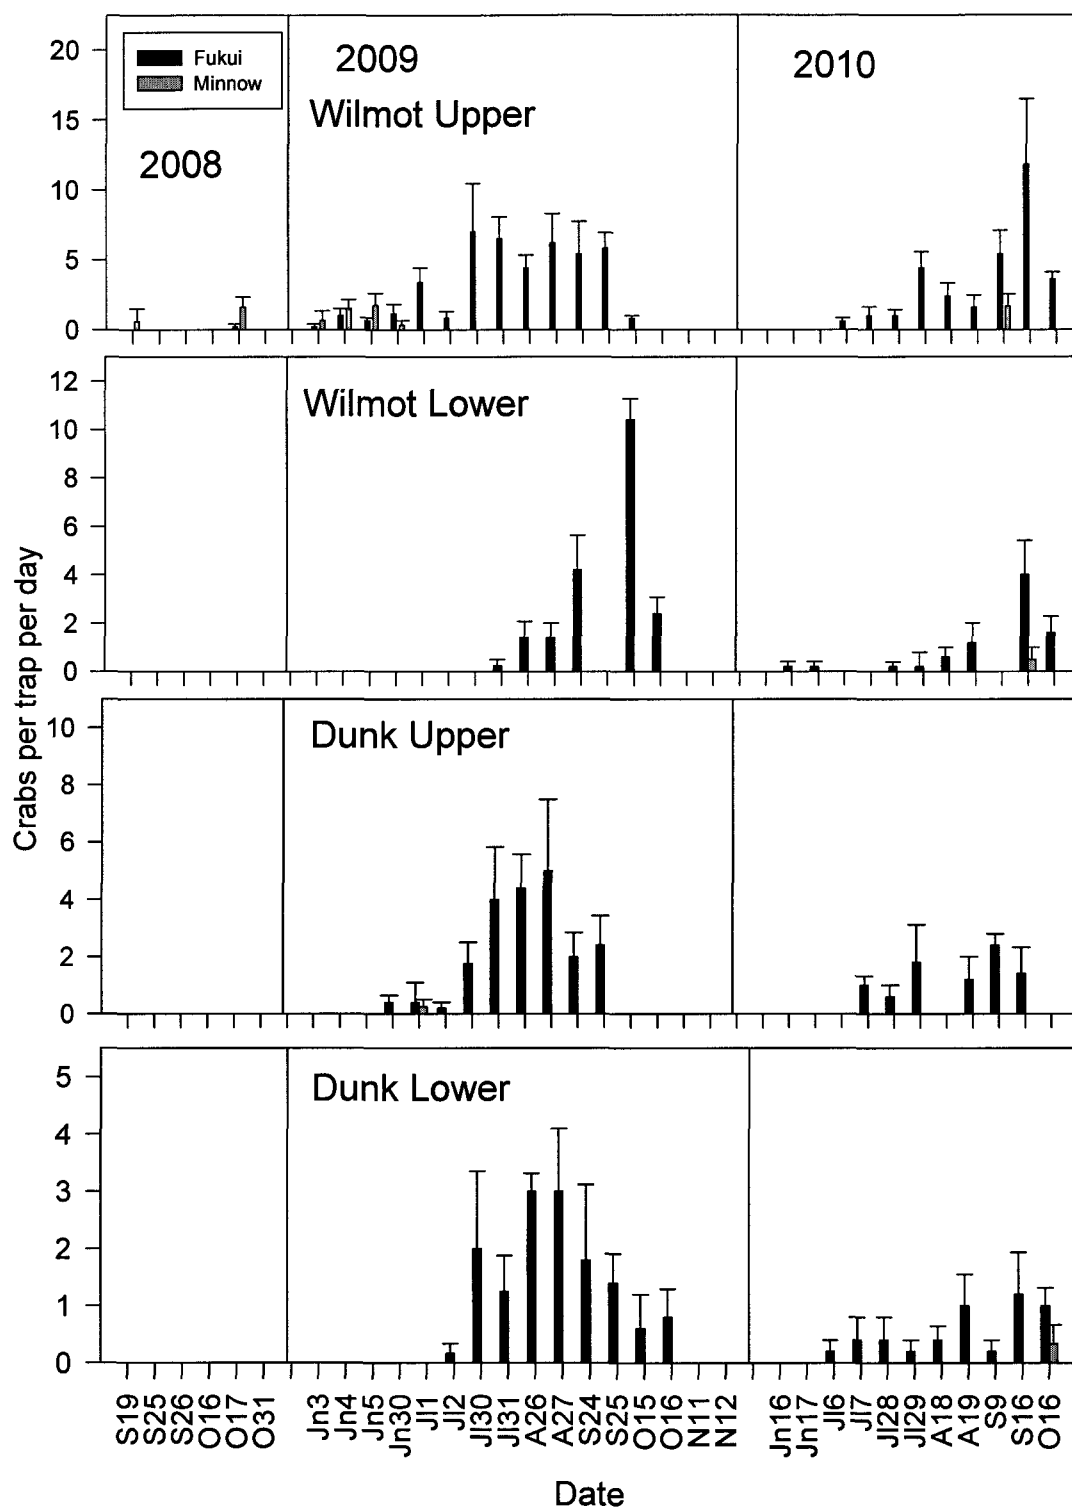 Fukui
Minnow
2008
2009
2010
Wilmot Upper
20
15
10
5
0
Wilmot Lower
12
10
8
6
4
2
0
Crabs per trap per day
Dunk Upper
10
8
6
4
2
0
Dunk Lower
5
4
3
2
1
0
S19
S25
S26
O16
O17
O31
Jn3
Jn4
Jn5
Jn30
Jl1
Jl2
Jl30
Jl31
A26
A27
S24
S25
O15
O16
N11
N12
Jn16
Jn17
Jl6
Jl7
Jl28
Jl29
A18
A19
S9
S16
O16
Date